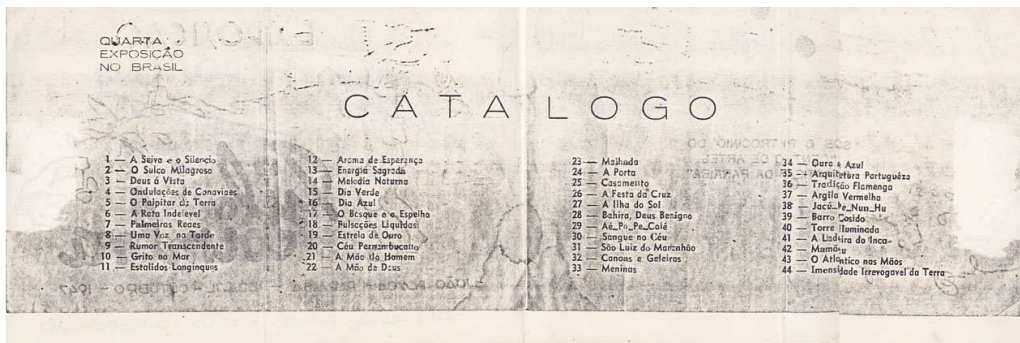 QUARTA
EXPOSIÇÃO
NO BRASIL
CATALOGO
1 — A Seiva e o Silencio
2 — O Sulco Milagroso
3 — Deus á Vista
4 — Ondulações de Canaviaes
5 — O Palpitar da Terra
6 — A Rota Indelevel
7 — Palmeiras Reaes
8 — Uma Voz na Tarde
9 — Rumor Transcendente
10 — Grito no Mar
11 — Estalidos Longinquos
12 — Aroma de Esperança
13 — Energia Sagrada
14 — Melodia Noturna
15 — Dia Verde
16 — Dia Azul
17 — O Bosque e o Espelho
18 — Pulsações Liquidas
19 — Estrela de Ouro
20 — Céu Pernambucano
21 — A Mão do Homem
22 — A Mão de Deus
23 — Malhada
24 — A Porta
25 — Casamento
26 — A Festa da Cruz
27 — A Ilha do Sol
28 — Bahira, Deus Benigno
29 — Aé_Po_Pe_Colé
30 — Sangue no Céu
31 — São Luiz do Maranhão
32 — Canoas e Geleiras
33 — Meninas
34 — Ouro e Azul
35 — Arquitetura Portuguêza
36 — Tradição Flamenga
37 — Argila Vermelha
38 — Jacú_Pe_Nun_Hu
39 — Barro Cosido
40 — Torre Iluminada
41 — A Ladeira do Inca
42 —
43 — O Atlantico nas Mãos
44 — Imensidade Irrevogavel da Terra